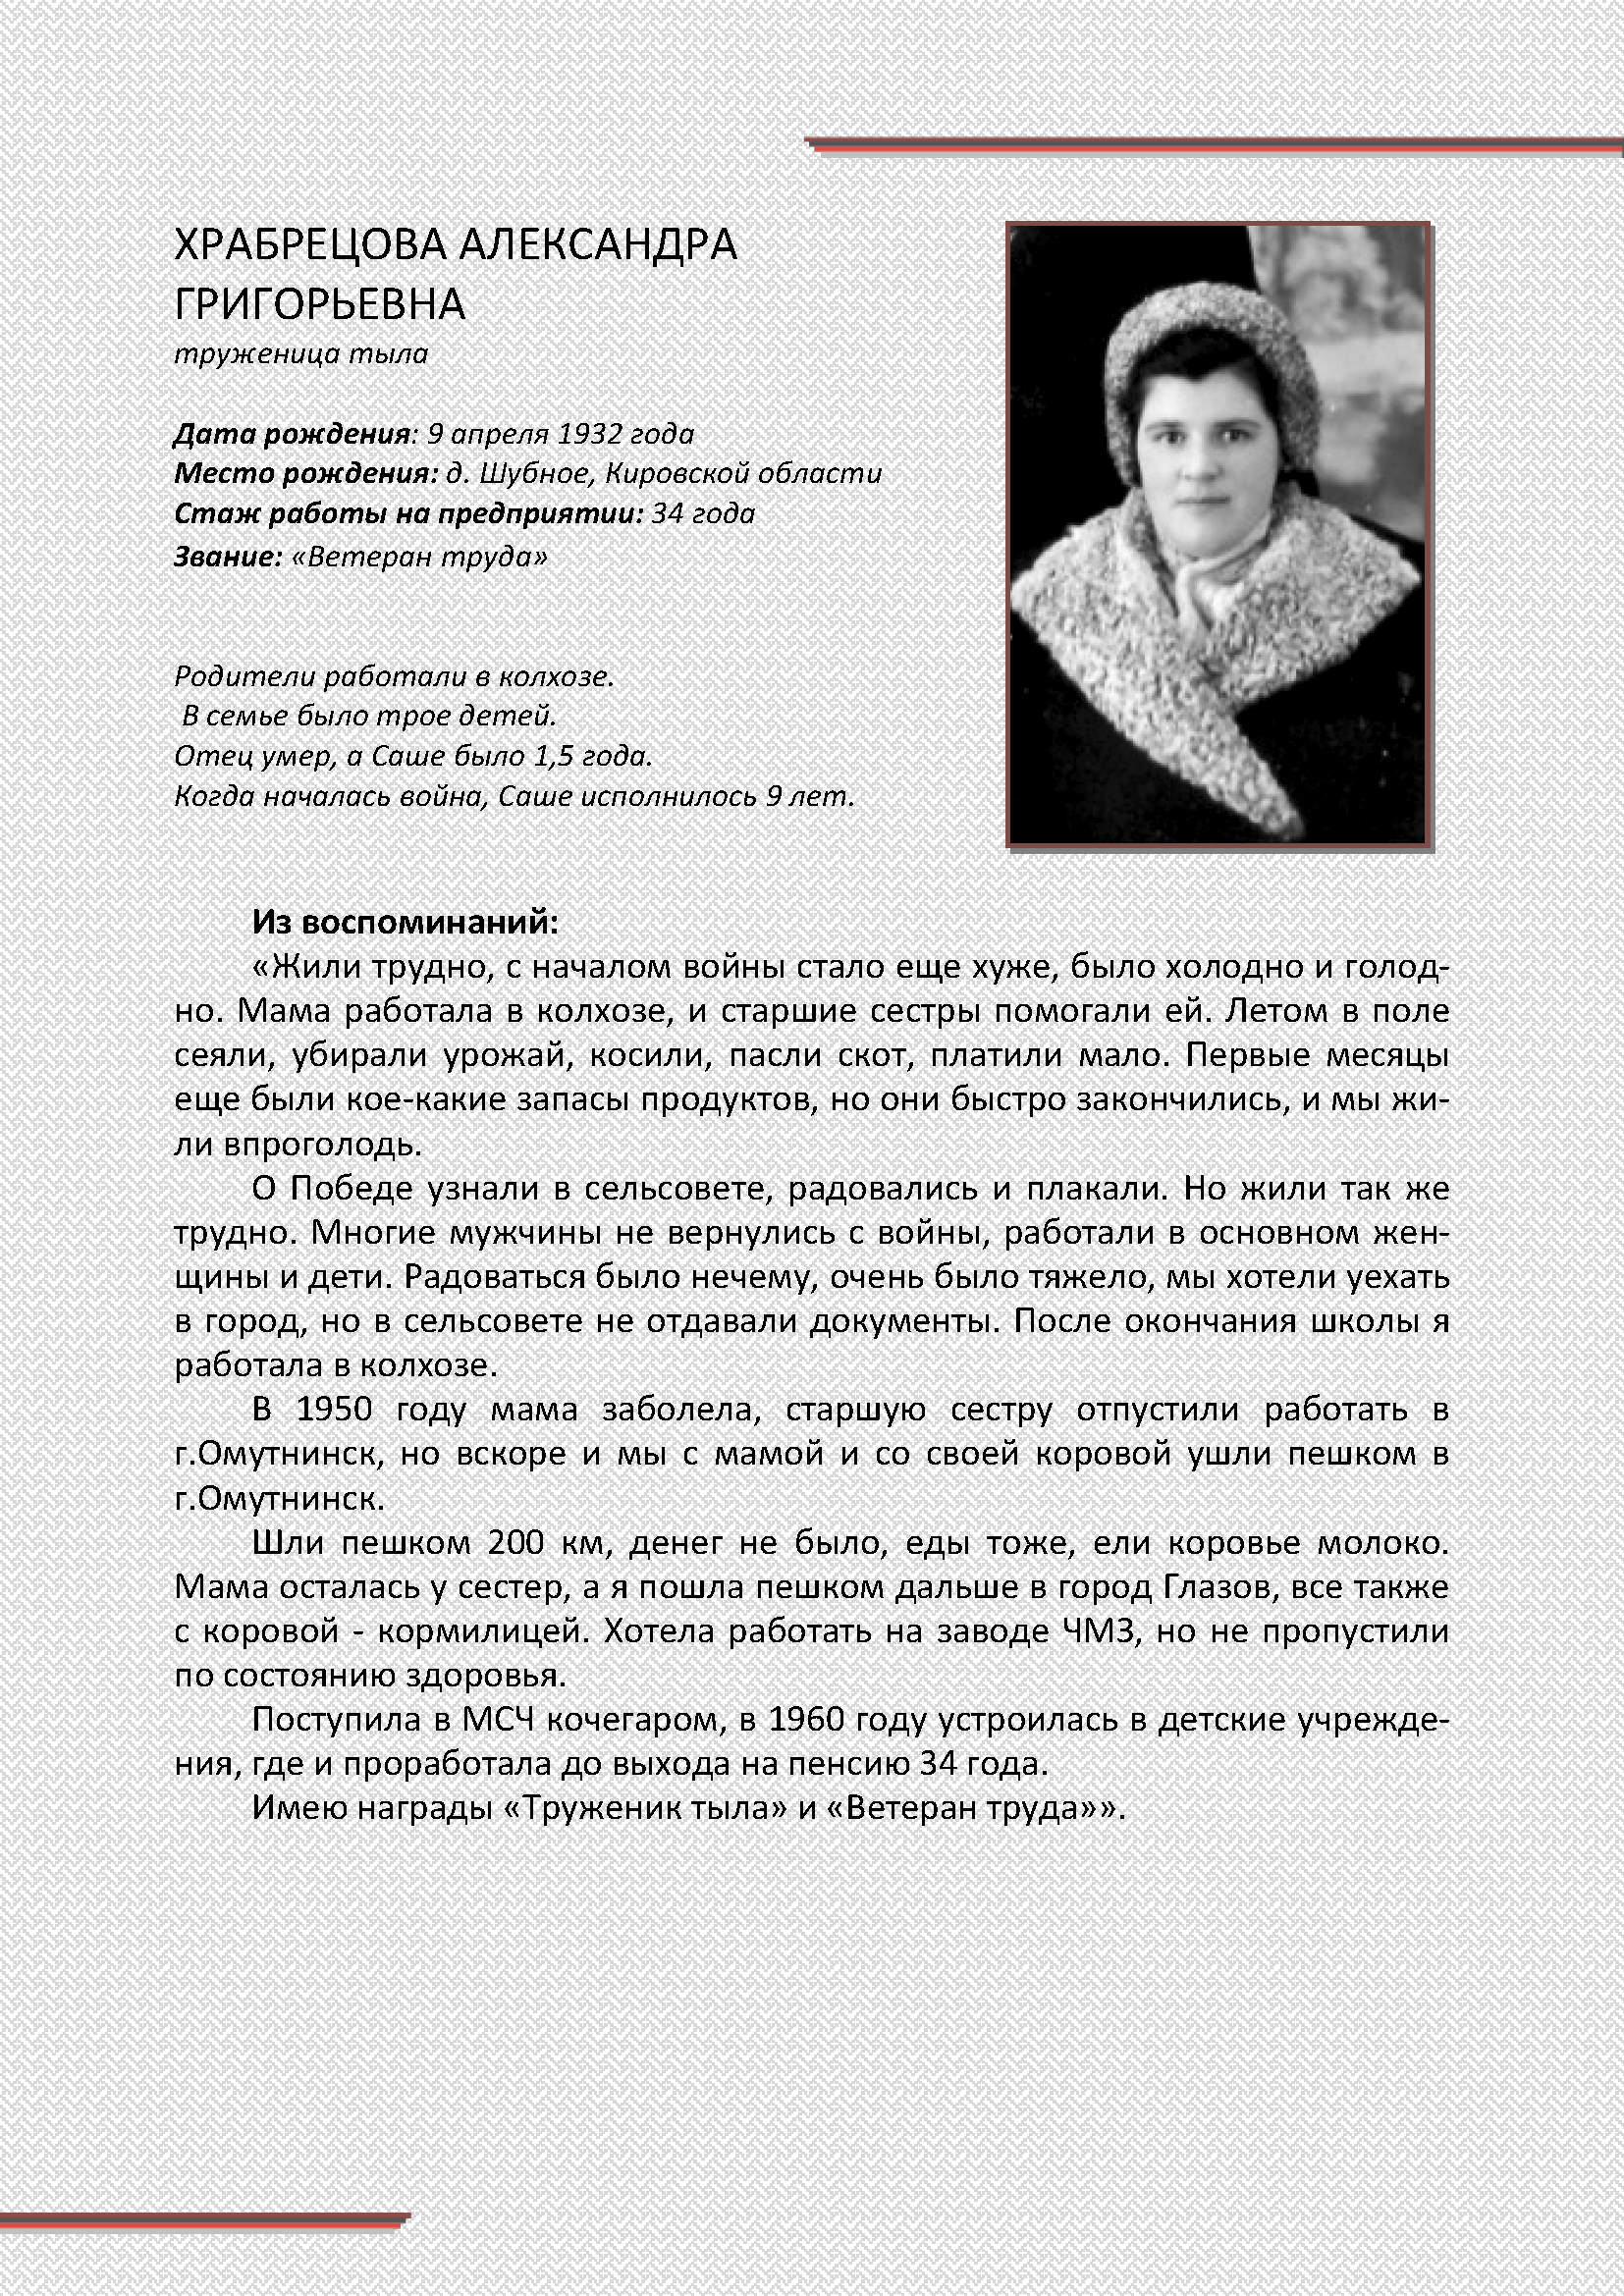 ХРАБРЕЦОВА АЛЕКСАНДРА
ГРИГОРЬЕВНА
труженица тыла
Дата рождения: 9 апреля 1932 года
Место рождения: д. Шубное, Кировской области
Стаж работы на предприятии: 34 года
Звание: «Ветеран труда»
Родители работали в колхозе.
В семье было трое детей.
Отец умер, а Саше было 1,5 года.
Когда началась война, Саше исполнилось 9 лет.
Из воспоминаний:
«Жили трудно, с началом войны стало еще хуже, было холодно и голод-
но. Мама работала в колхозе, и старшие сестры помогали ей. Летом в поле
сеяли, убирали урожай, косили, пасли скот, платили мало. Первые месяцы
еще были кое-какие запасы продуктов, но они быстро закончились, и мы жи-
ли впроголодь.
О Победе узнали в сельсовете, радовались и плакали. Но жили так же
трудно. Многие мужчины не вернулись с войны, работали в основном жен-
щины и дети. Радоваться было нечему, очень было тяжело, мы хотели уехать
в город, но в сельсовете не отдавали документы. После окончания школы я
работала в колхозе.
В 1950 году мама заболела, старшую сестру отпустили работать в
г.Омутнинск, но вскоре и мы с мамой и со своей коровой ушли пешком в
г.Омутнинск.
Шли пешком 200 км, денег не было, еды тоже, ели коровье молоко.
Мама осталась у сестер, а я пошла пешком дальше в город Глазов, все также
с коровой - кормилицей. Хотела работать на заводе ЧМЗ, но не пропустили
по состоянию здоровья.
Поступила в МСЧ кочегаром, в 1960 году устроилась в детские учрежде-
ния, где и проработала до выхода на пенсию 34 года.
Имею награды «Труженик тыла» и «Ветеран труда»».